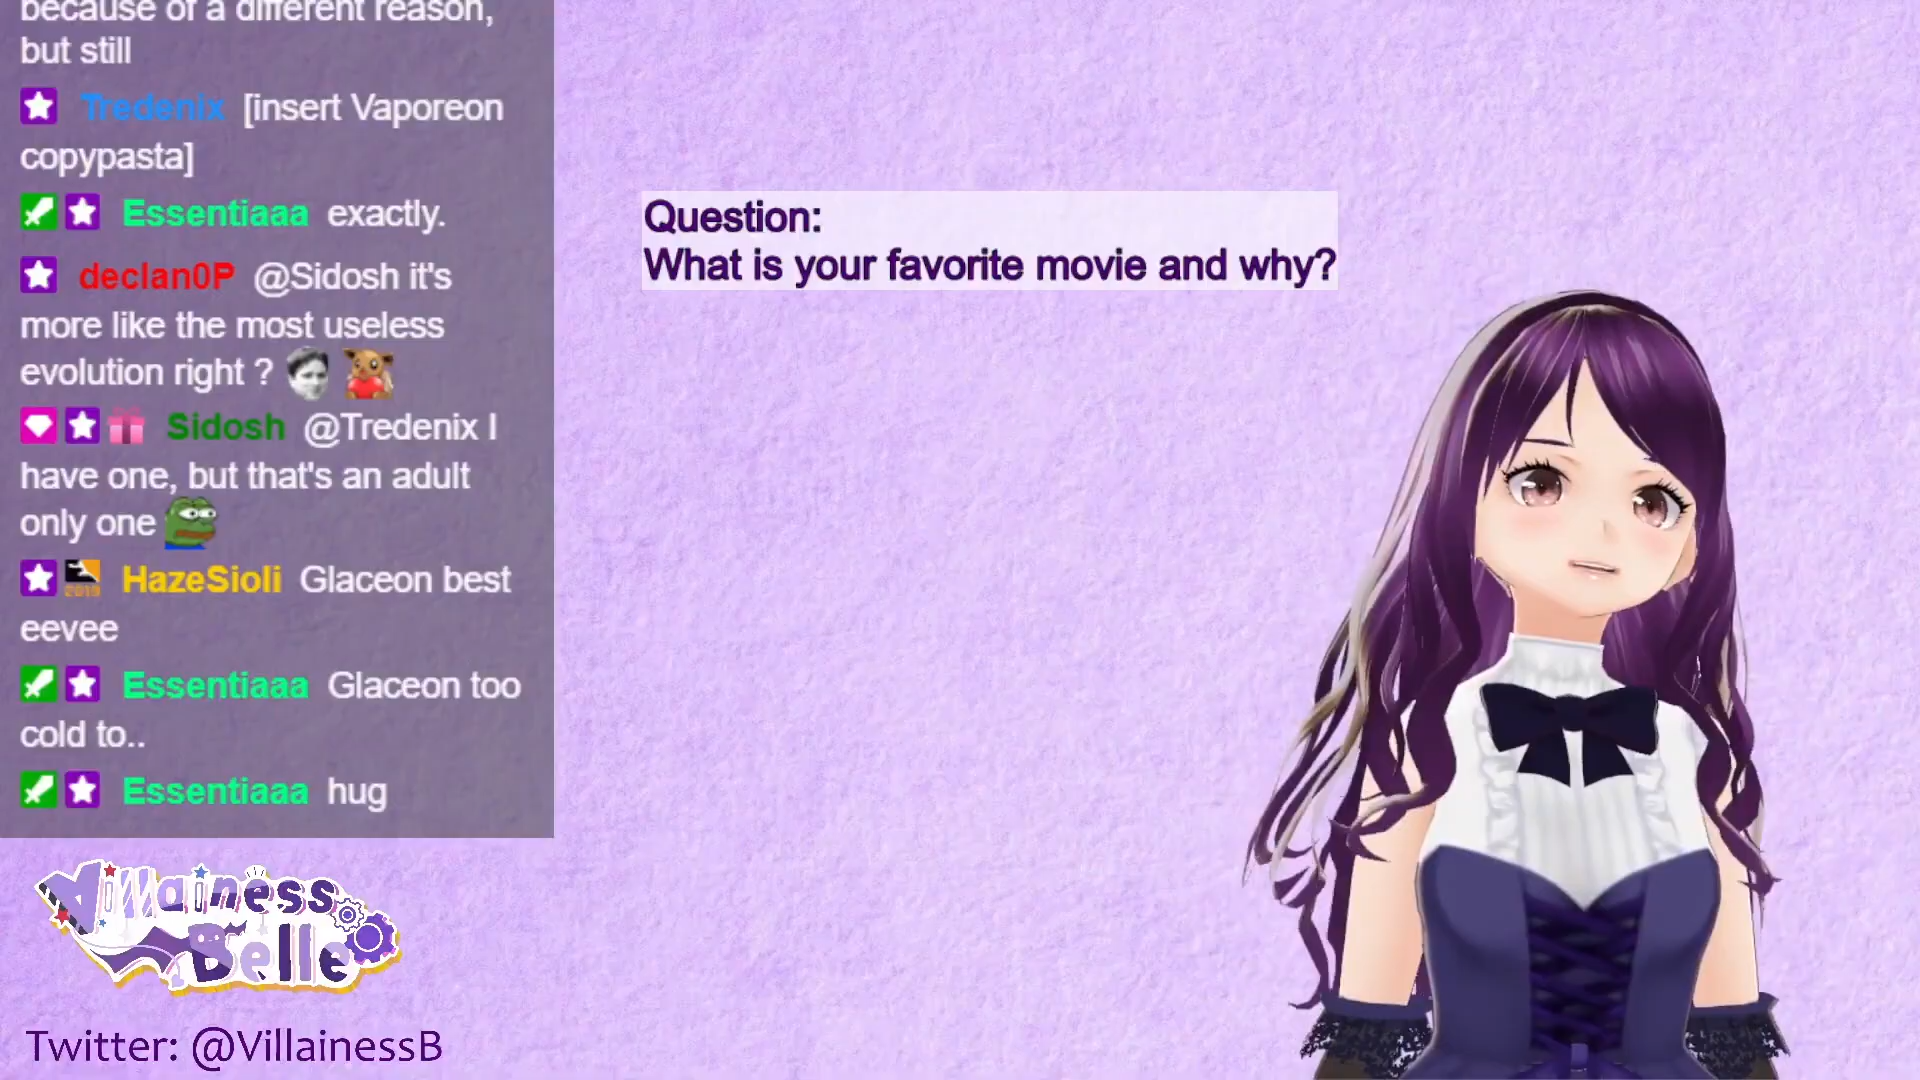 because of a different reason,
but still
Tredenix [insert Vaporeon
copypasta]
Essentiaaa exactly.
declan0P @Sidosh it's
more like the most useless
evolution right ?
Sidosh @Tredenix I
have one, but that's an adult
only one
2019 HazeSioli Glaceon best
eevee
Essentiaaa Glaceon too
cold to..
Essentiaaa hug
Question:
What is your favorite movie and why?
Villainess
Belle
Twitter: @VillainessB